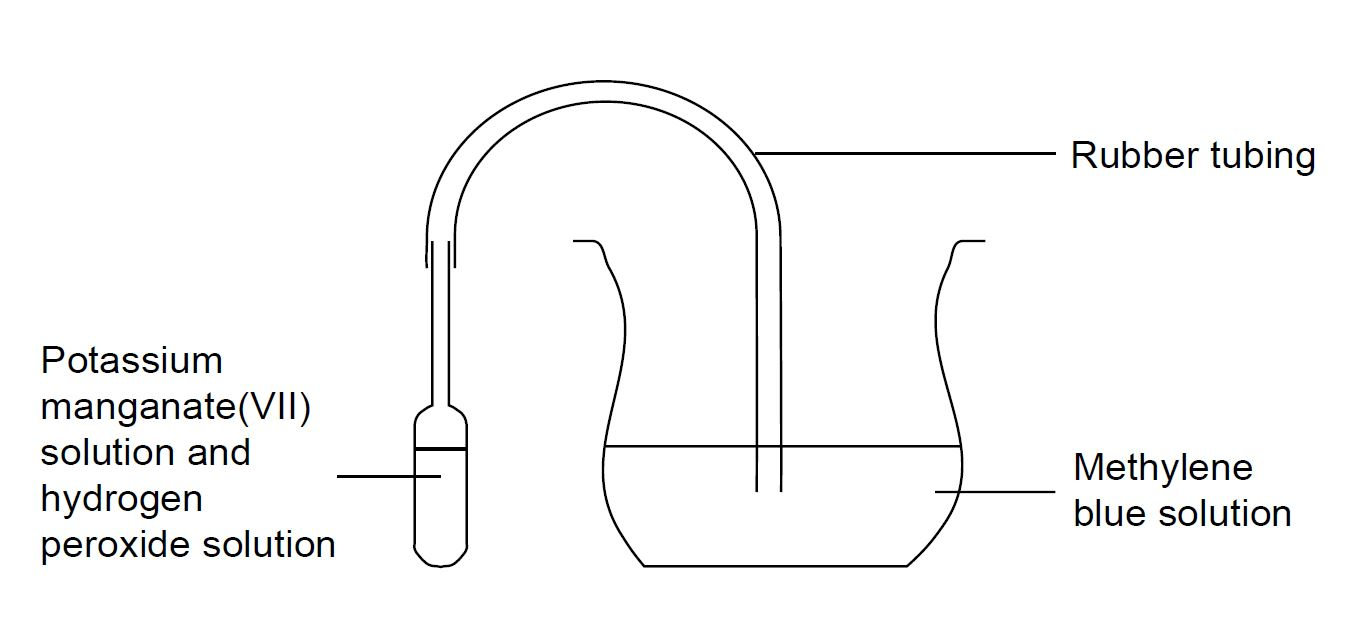 Rubber tubing
Potassium
manganate(VII)
solution and
hydrogen
peroxide solution
Methylene
blue solution